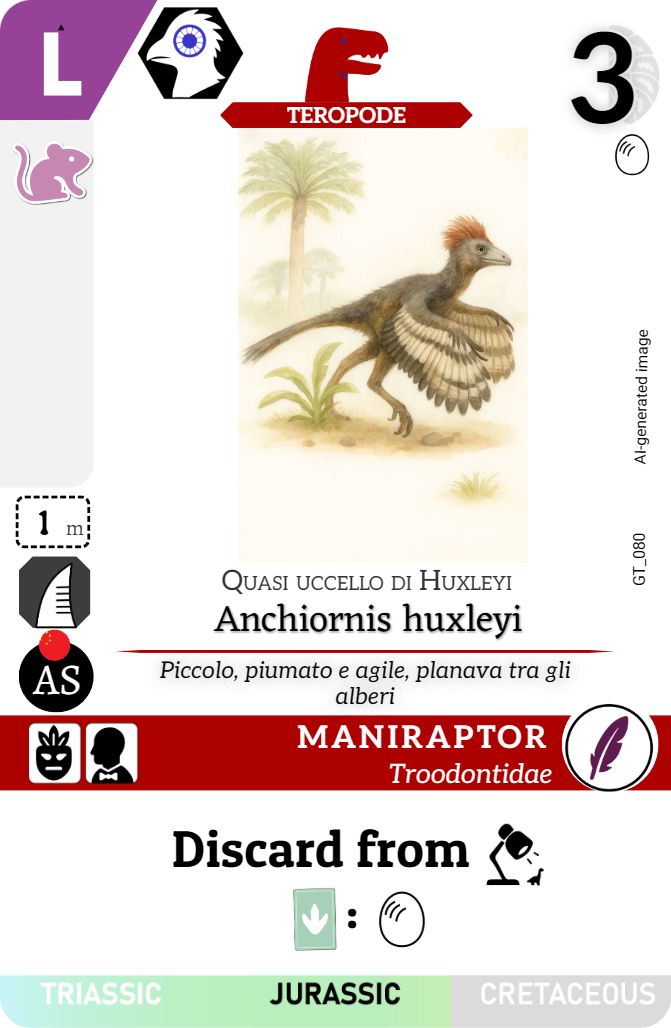 L
3
TEROPODE
AI-generated image
GT_080
1 m
AS
Quasi uccello di Huxleyi
Anchiornis huxleyi
Piccolo, piumato e agile, planava tra gli
alberi
MANIRAPTOR
Troodontidae
Discard from
:
TRIASSIC JURASSIC CRETACEOUS